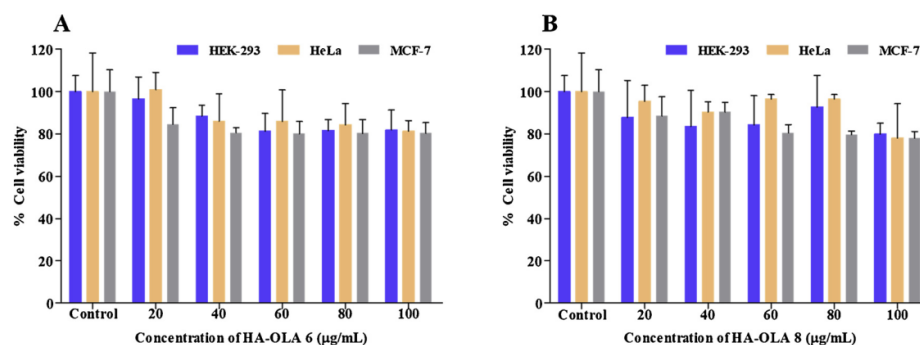 A
HEK-293 HeLa MCF-7
% Cell viability
120
100
80
60
40
20
0
Control 20 40 60 80 100
Concentration of HA-OLA 6 (µg/mL)
B
HEK-293 HeLa MCF-7
% Cell viability
120
100
80
60
40
20
0
Control 20 40 60 80 100
Concentration of HA-OLA 8 (µg/mL)